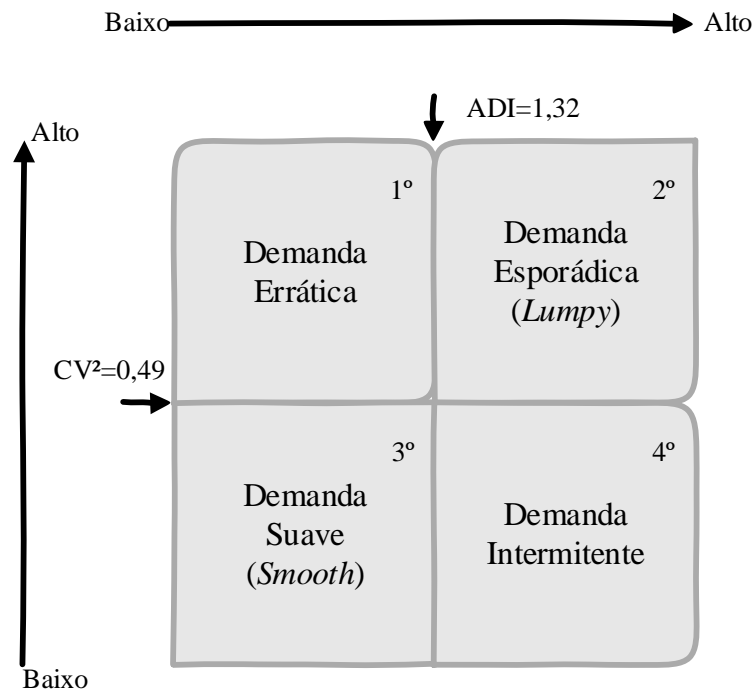 Baixo
Alto
ADI=1,32
Alto
1º
2º
Demanda
Errática
Demanda
Esporádica
(Lumpy)
CV²=0,49
3º
4º
Demanda
Suave
(Smooth)
Demanda
Intermitente
Baixo